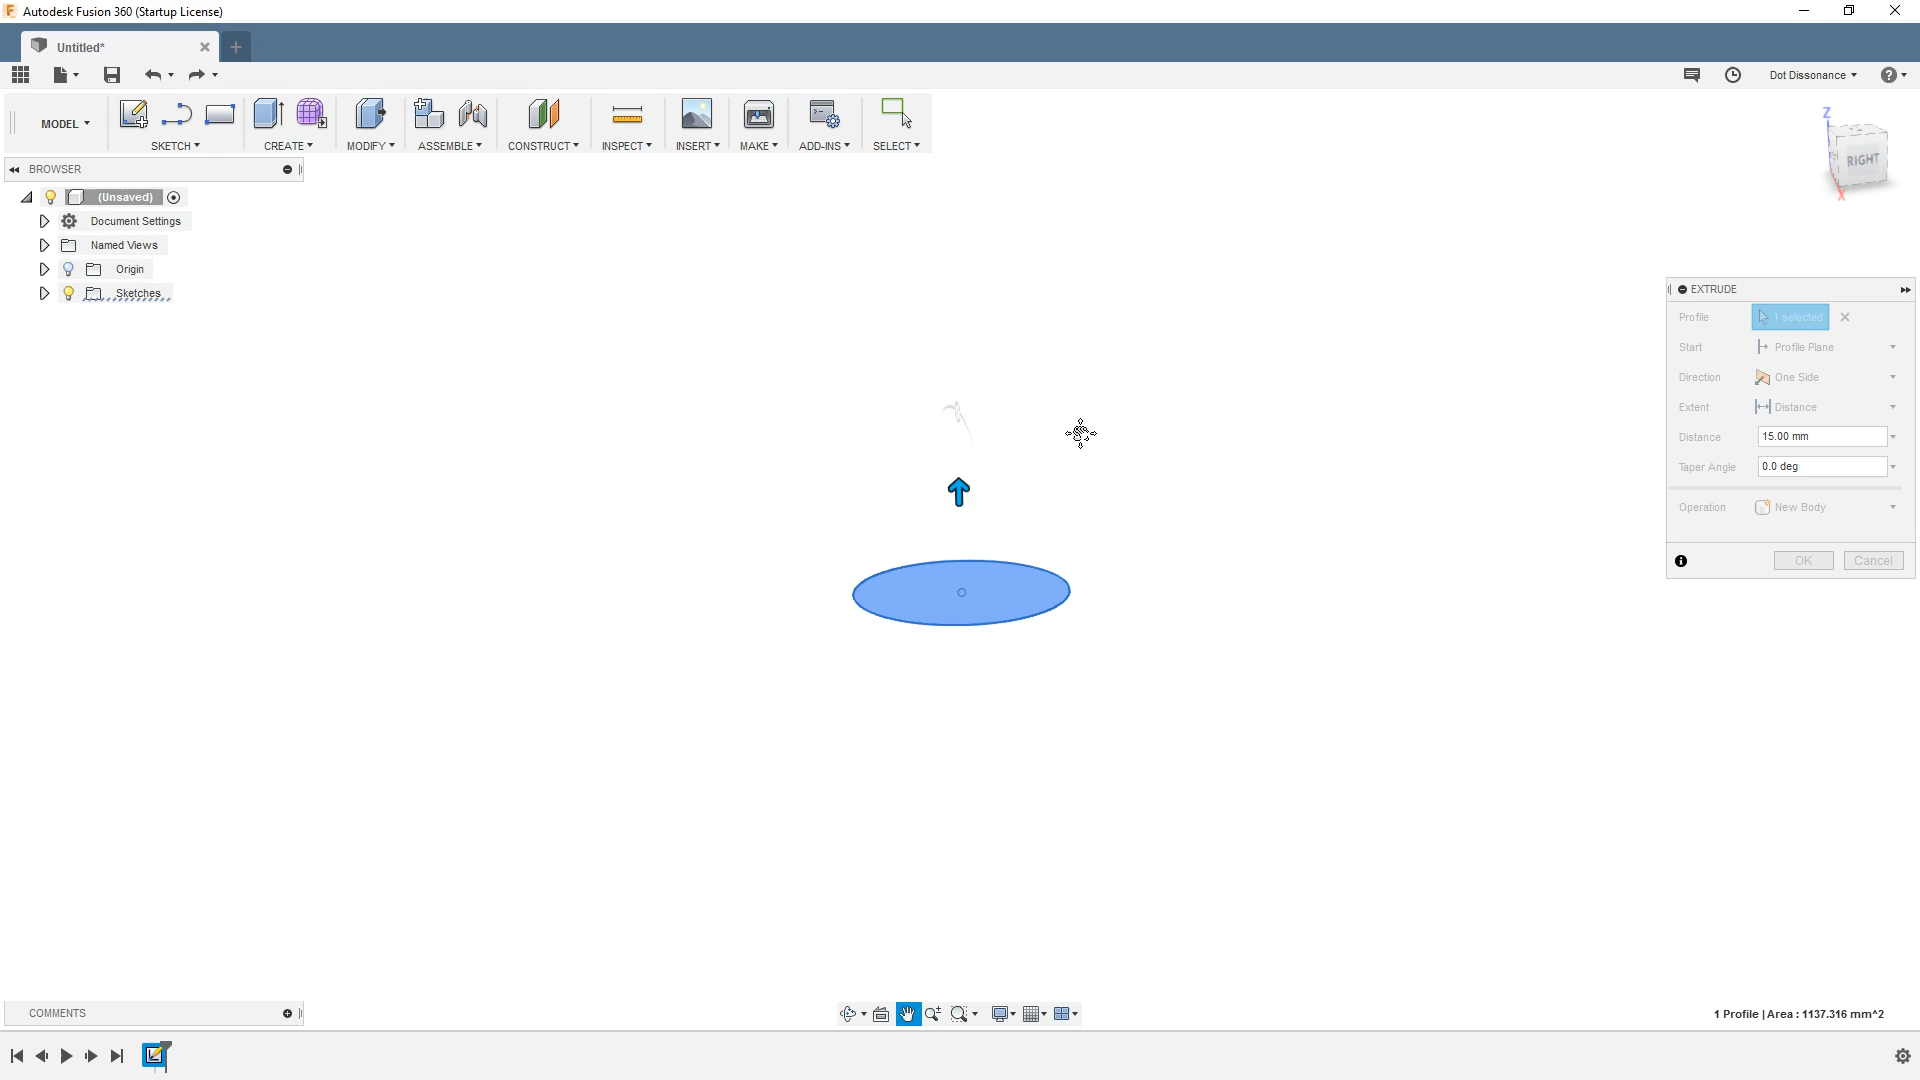 Autodesk Fusion 360 (Startup License)
Untitled*
Dot Dissonance
MODEL
SKETCH
CREATE
MODIFY
ASSEMBLE
CONSTRUCT
INSPECT
INSERT
MAKE
ADD-INS
SELECT
Z
RIGHT
X
BROWSER
(Unsaved)
Document Settings
Named Views
Origin
Sketches
EXTRUDE
Profile 1 selected
Start Profile Plane
Direction One Side
Extent Distance
Distance 15.00 mm
Taper Angle 0.0 deg
Operation New Body
OK Cancel
COMMENTS
1 Profile | Area : 1137.316 mm^2